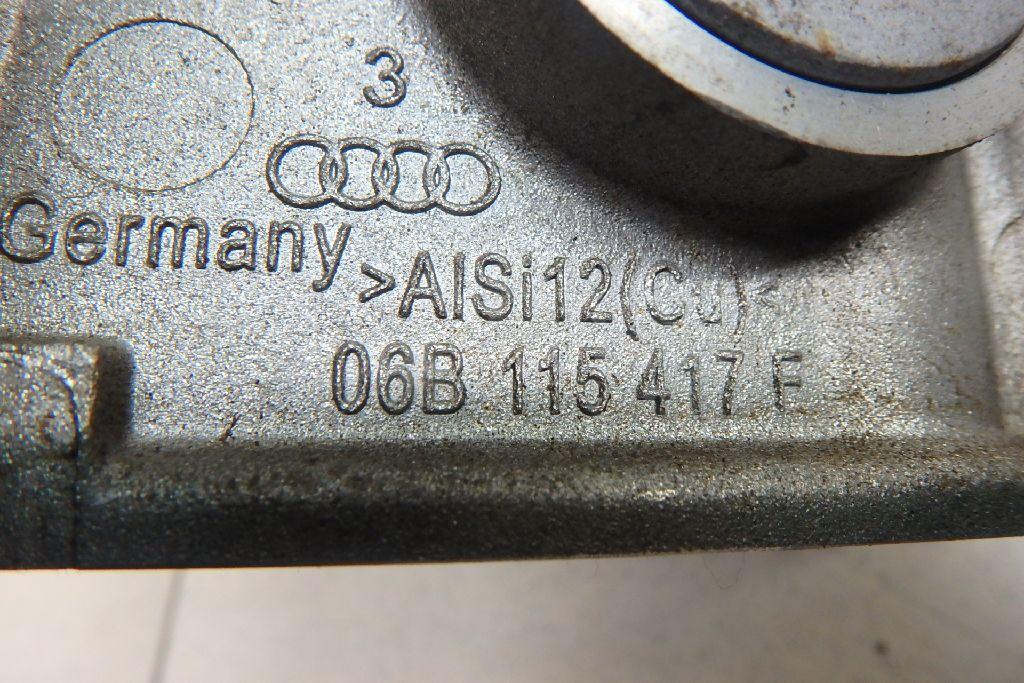 3
Germany
>AlSi12(Cu)<
06B 115 417 F